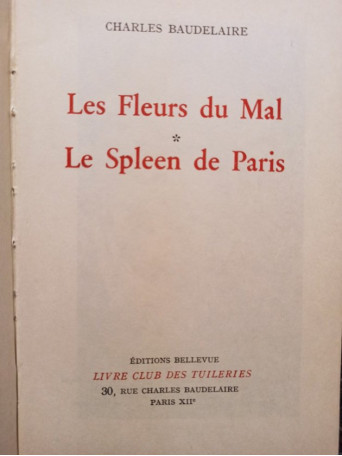 CHARLES BAUDELAIRE
Les Fleurs du Mal
*
Le Spleen de Paris
ÉDITIONS BELLEVUE
LIVRE CLUB DES TUILERIES
30, RUE CHARLES BAUDELAIRE
PARIS XIIe